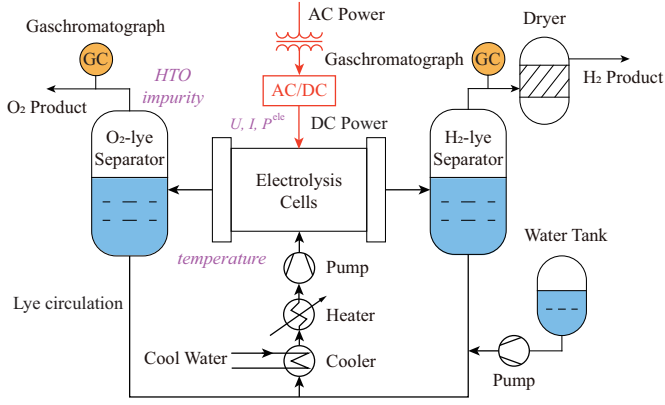 AC Power
Dryer
Gaschromatograph
GC
HTO
impurity
O₂ Product
Gaschromatograph
GC
H₂ Product
AC/DC
U, I, Pᵉˡᵉ
DC Power
O₂-lye
Separator
H₂-lye
Separator
Electrolysis
Cells
temperature
Pump
Water Tank
Lye circulation
Heater
Cool Water
Cooler
Pump